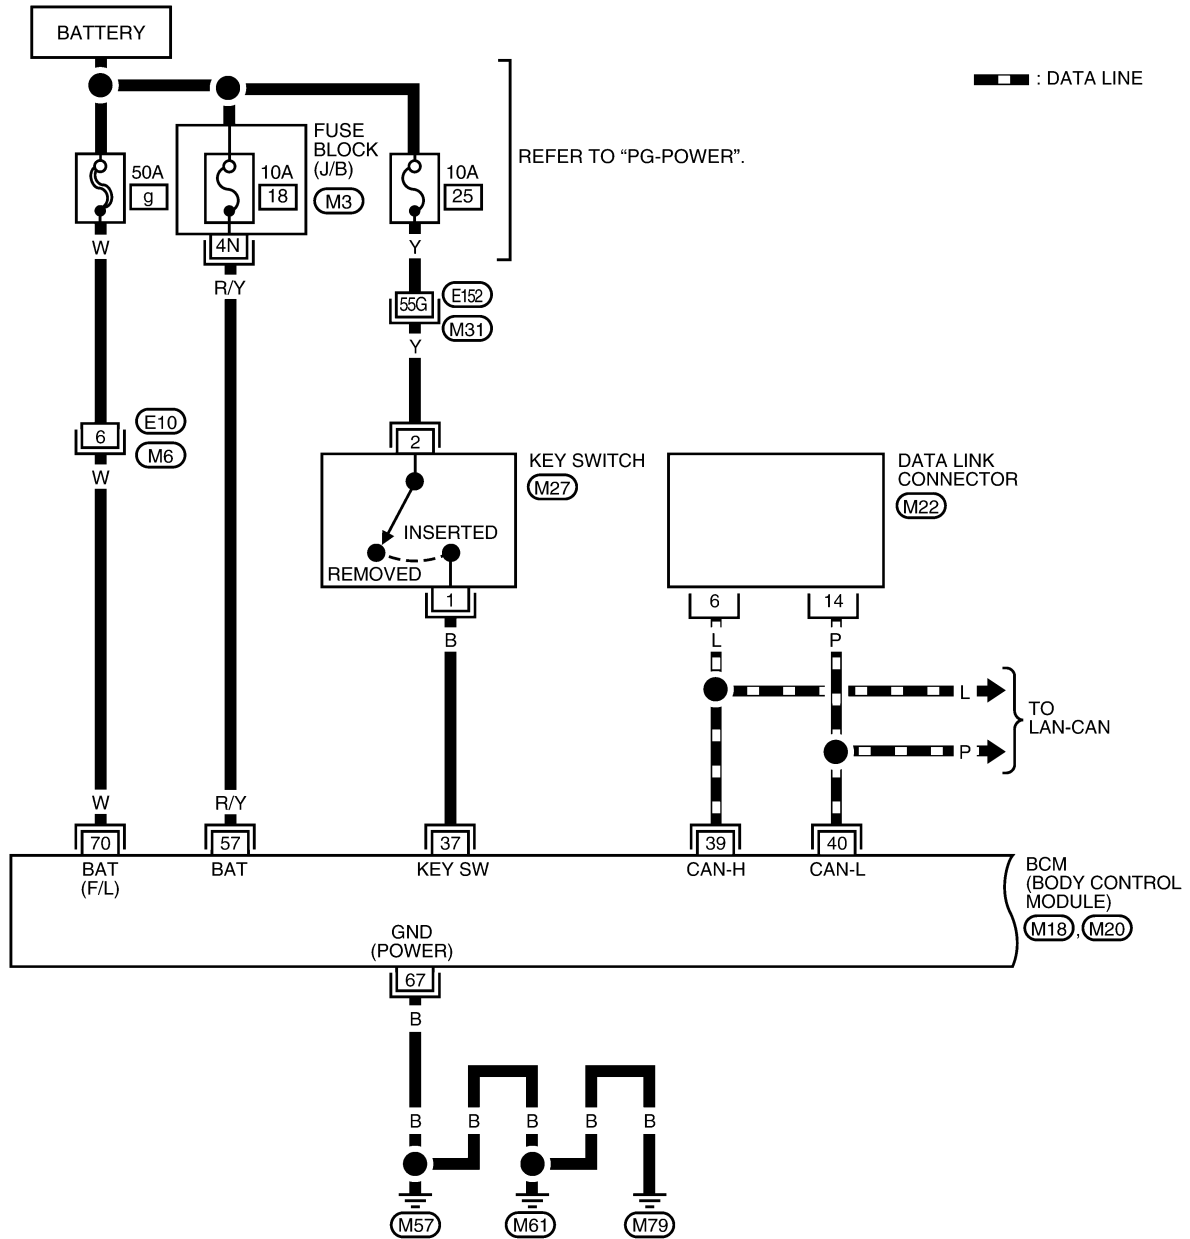 BATTERY
: DATA LINE
50A
g
10A
18
FUSE
BLOCK
(J/B)
M3
10A
25
REFER TO “PG-POWER”.
W
4N
Y
R/Y
55G
E152
M31
Y
6
E10
M6
W
2
KEY SWITCH
M27
INSERTED
REMOVED
1
B
DATA LINK
CONNECTOR
M22
6
14
L
P
L
P
TO
LAN-CAN
W
R/Y
70
57
37
39
40
BAT
(F/L)
BAT
KEY SW
CAN-H
CAN-L
BCM
(BODY CONTROL
MODULE)
M18 , M20
GND
(POWER)
67
B
B
B
B
B
B
M57
M61
M79